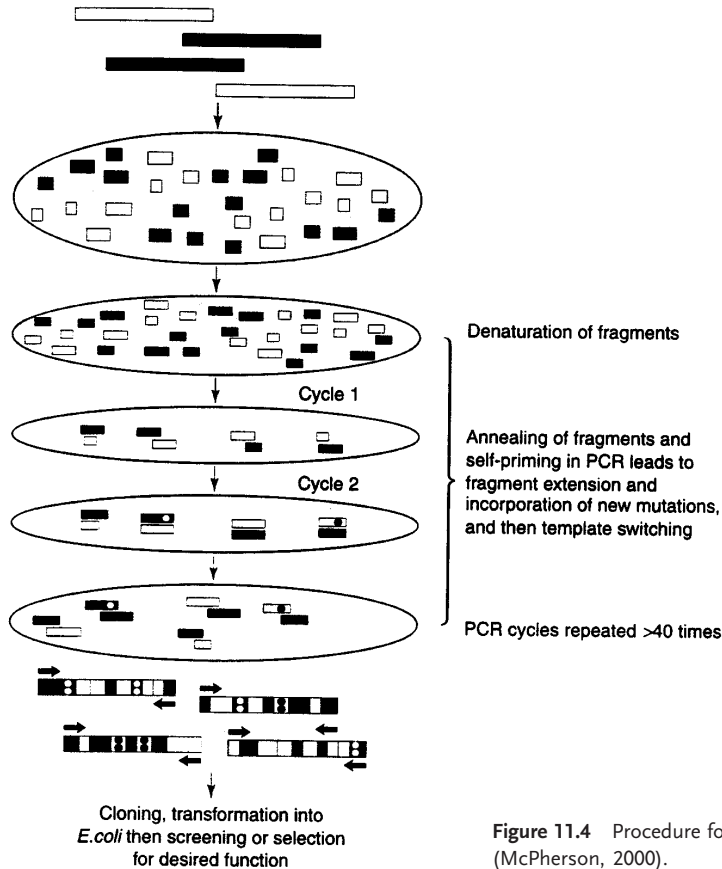 Denaturation of fragments
Cycle 1
Annealing of fragments and
self-priming in PCR leads to
fragment extension and
incorporation of new mutations,
and then template switching
Cycle 2
PCR cycles repeated >40 times
Cloning, transformation into
E.coli then screening or selection
for desired function
Figure 11.4 Procedure fo
(McPherson, 2000).